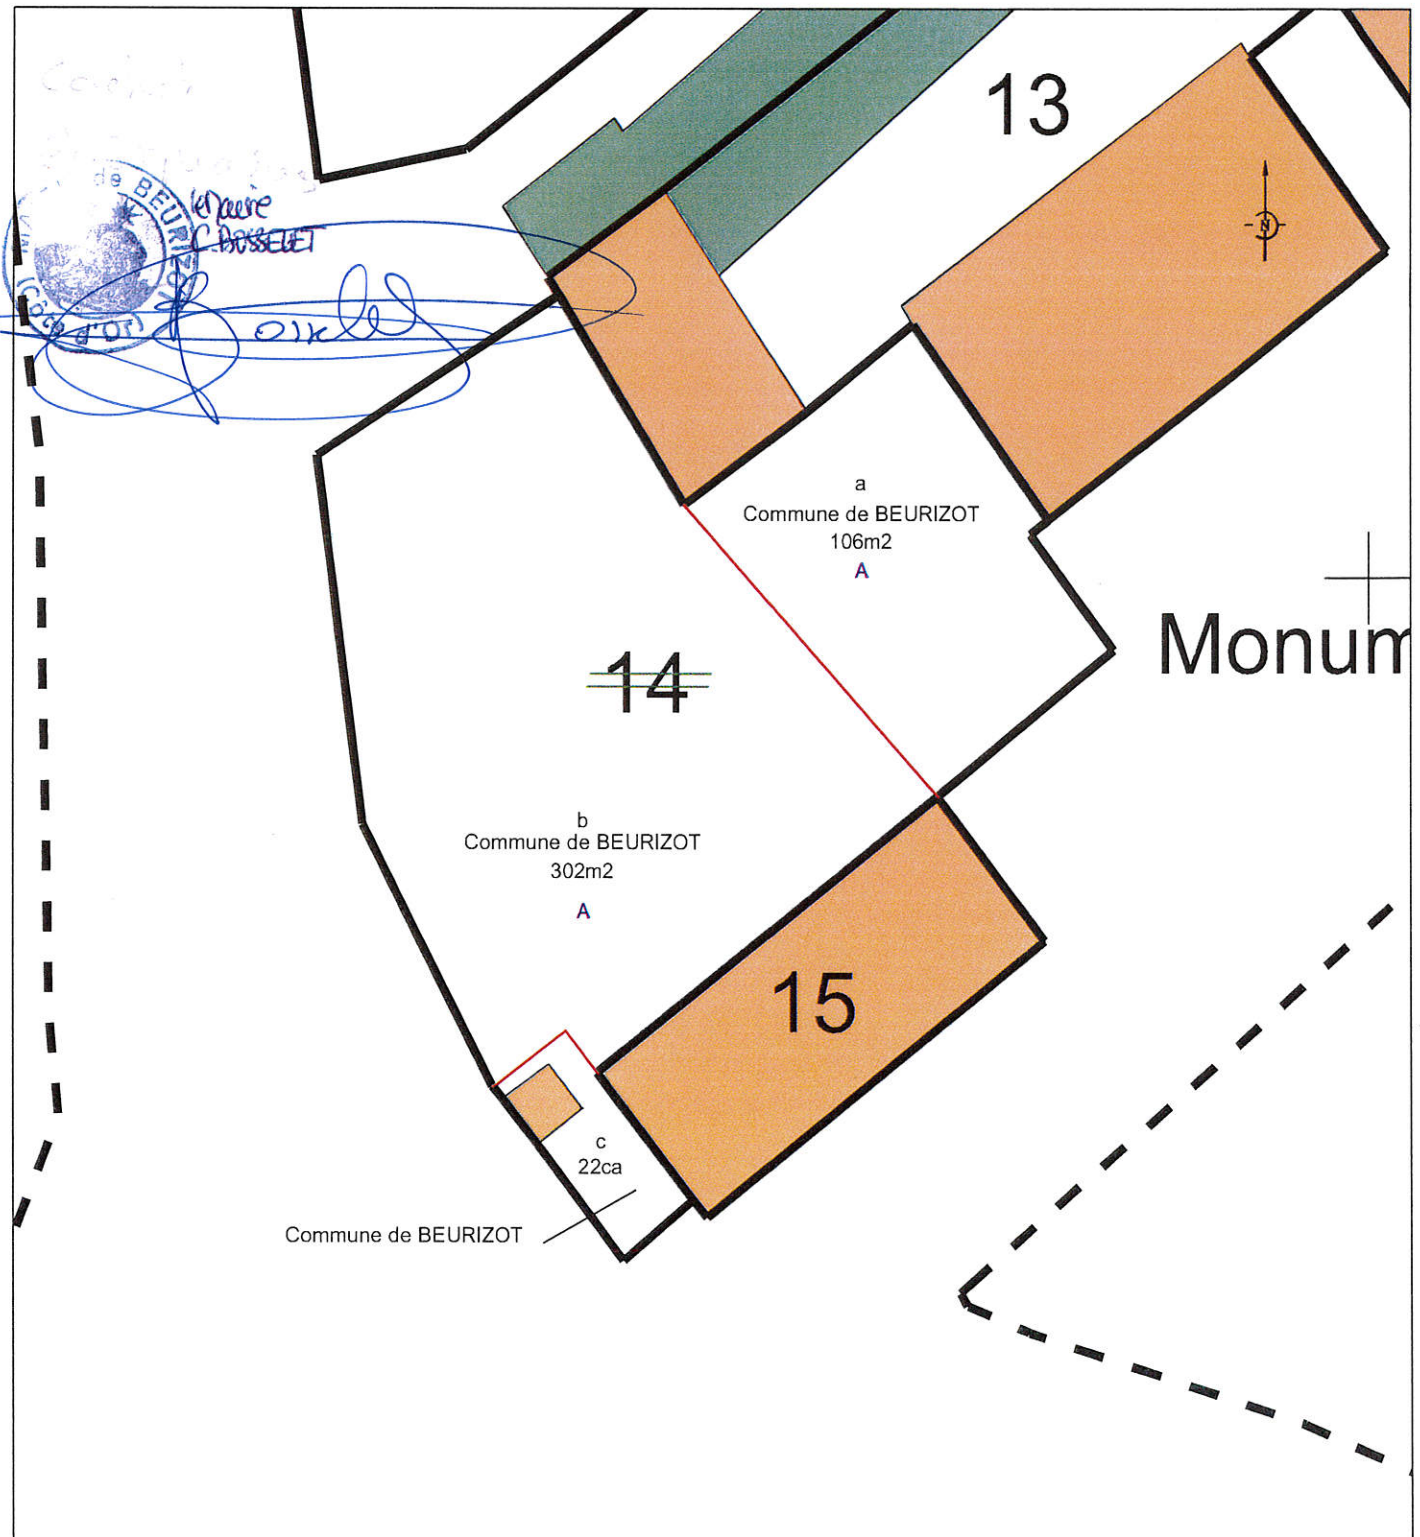 13
de BEURIZOT
(Côte d'Or)
le Maire
C. BOSSELET
N
a
Commune de BEURIZOT
106m2
A
Monum
14
b
Commune de BEURIZOT
302m2
A
15
c
22ca
Commune de BEURIZOT